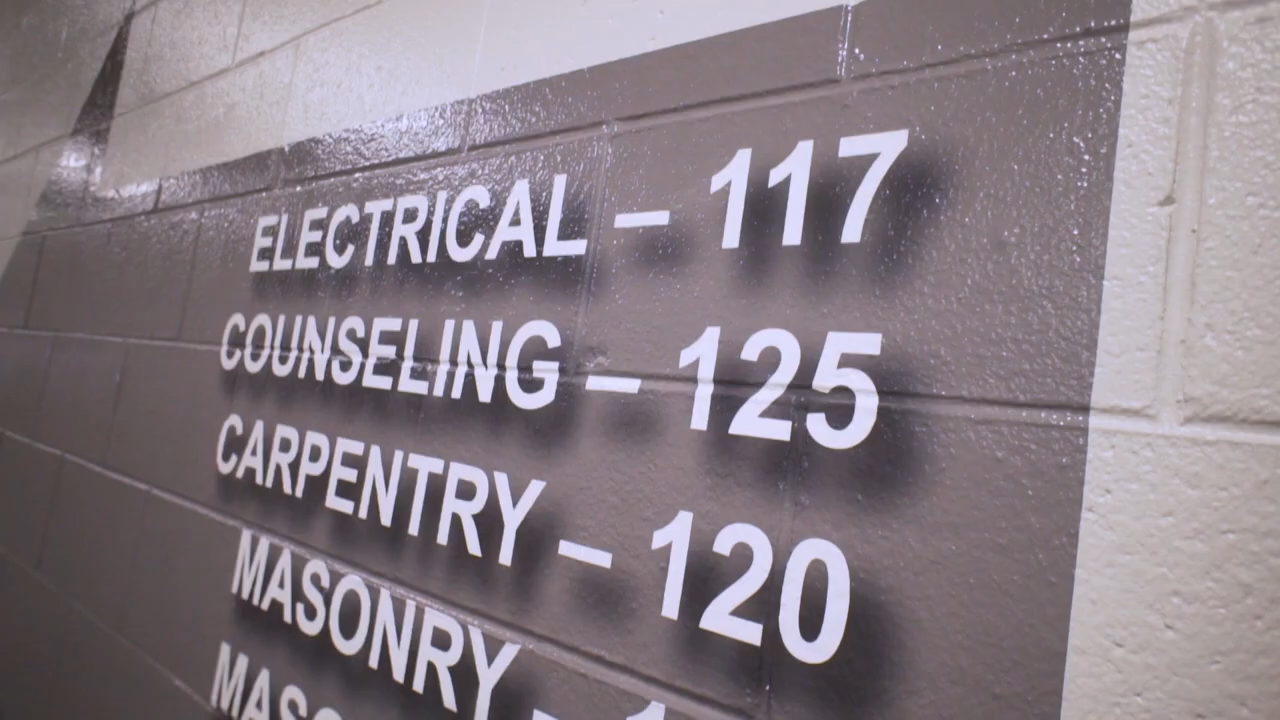 ELECTRICAL – 117
COUNSELING – 125
CARPENTRY – 120
MASONRY –